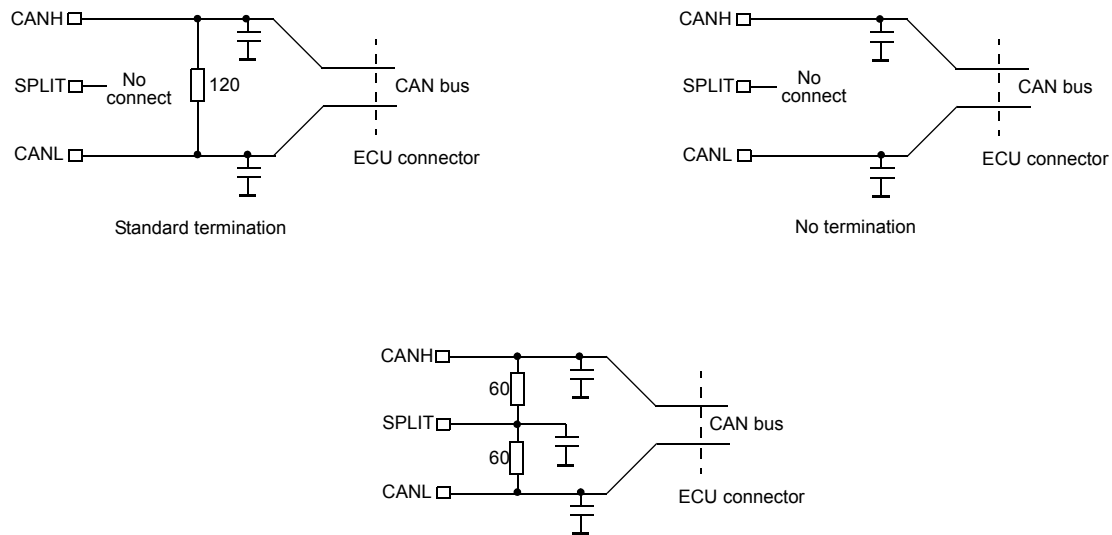 CANH
SPLIT
No
connect
120
CANL
CAN bus
ECU connector
Standard termination
CANH
SPLIT
No
connect
CANL
CAN bus
ECU connector
No termination
CANH
60
SPLIT
60
CANL
CAN bus
ECU connector